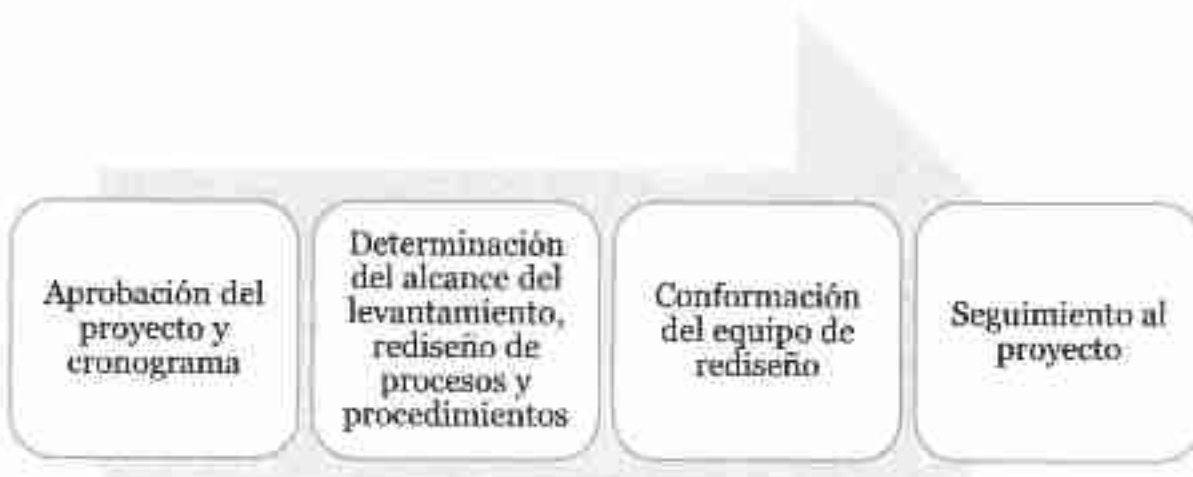 Aprobación del
proyecto y
cronograma
Determinación
del alcance del
levantamiento,
rediseño de
procesos y
procedimientos
Conformación
del equipo de
rediseño
Seguimiento al
proyecto